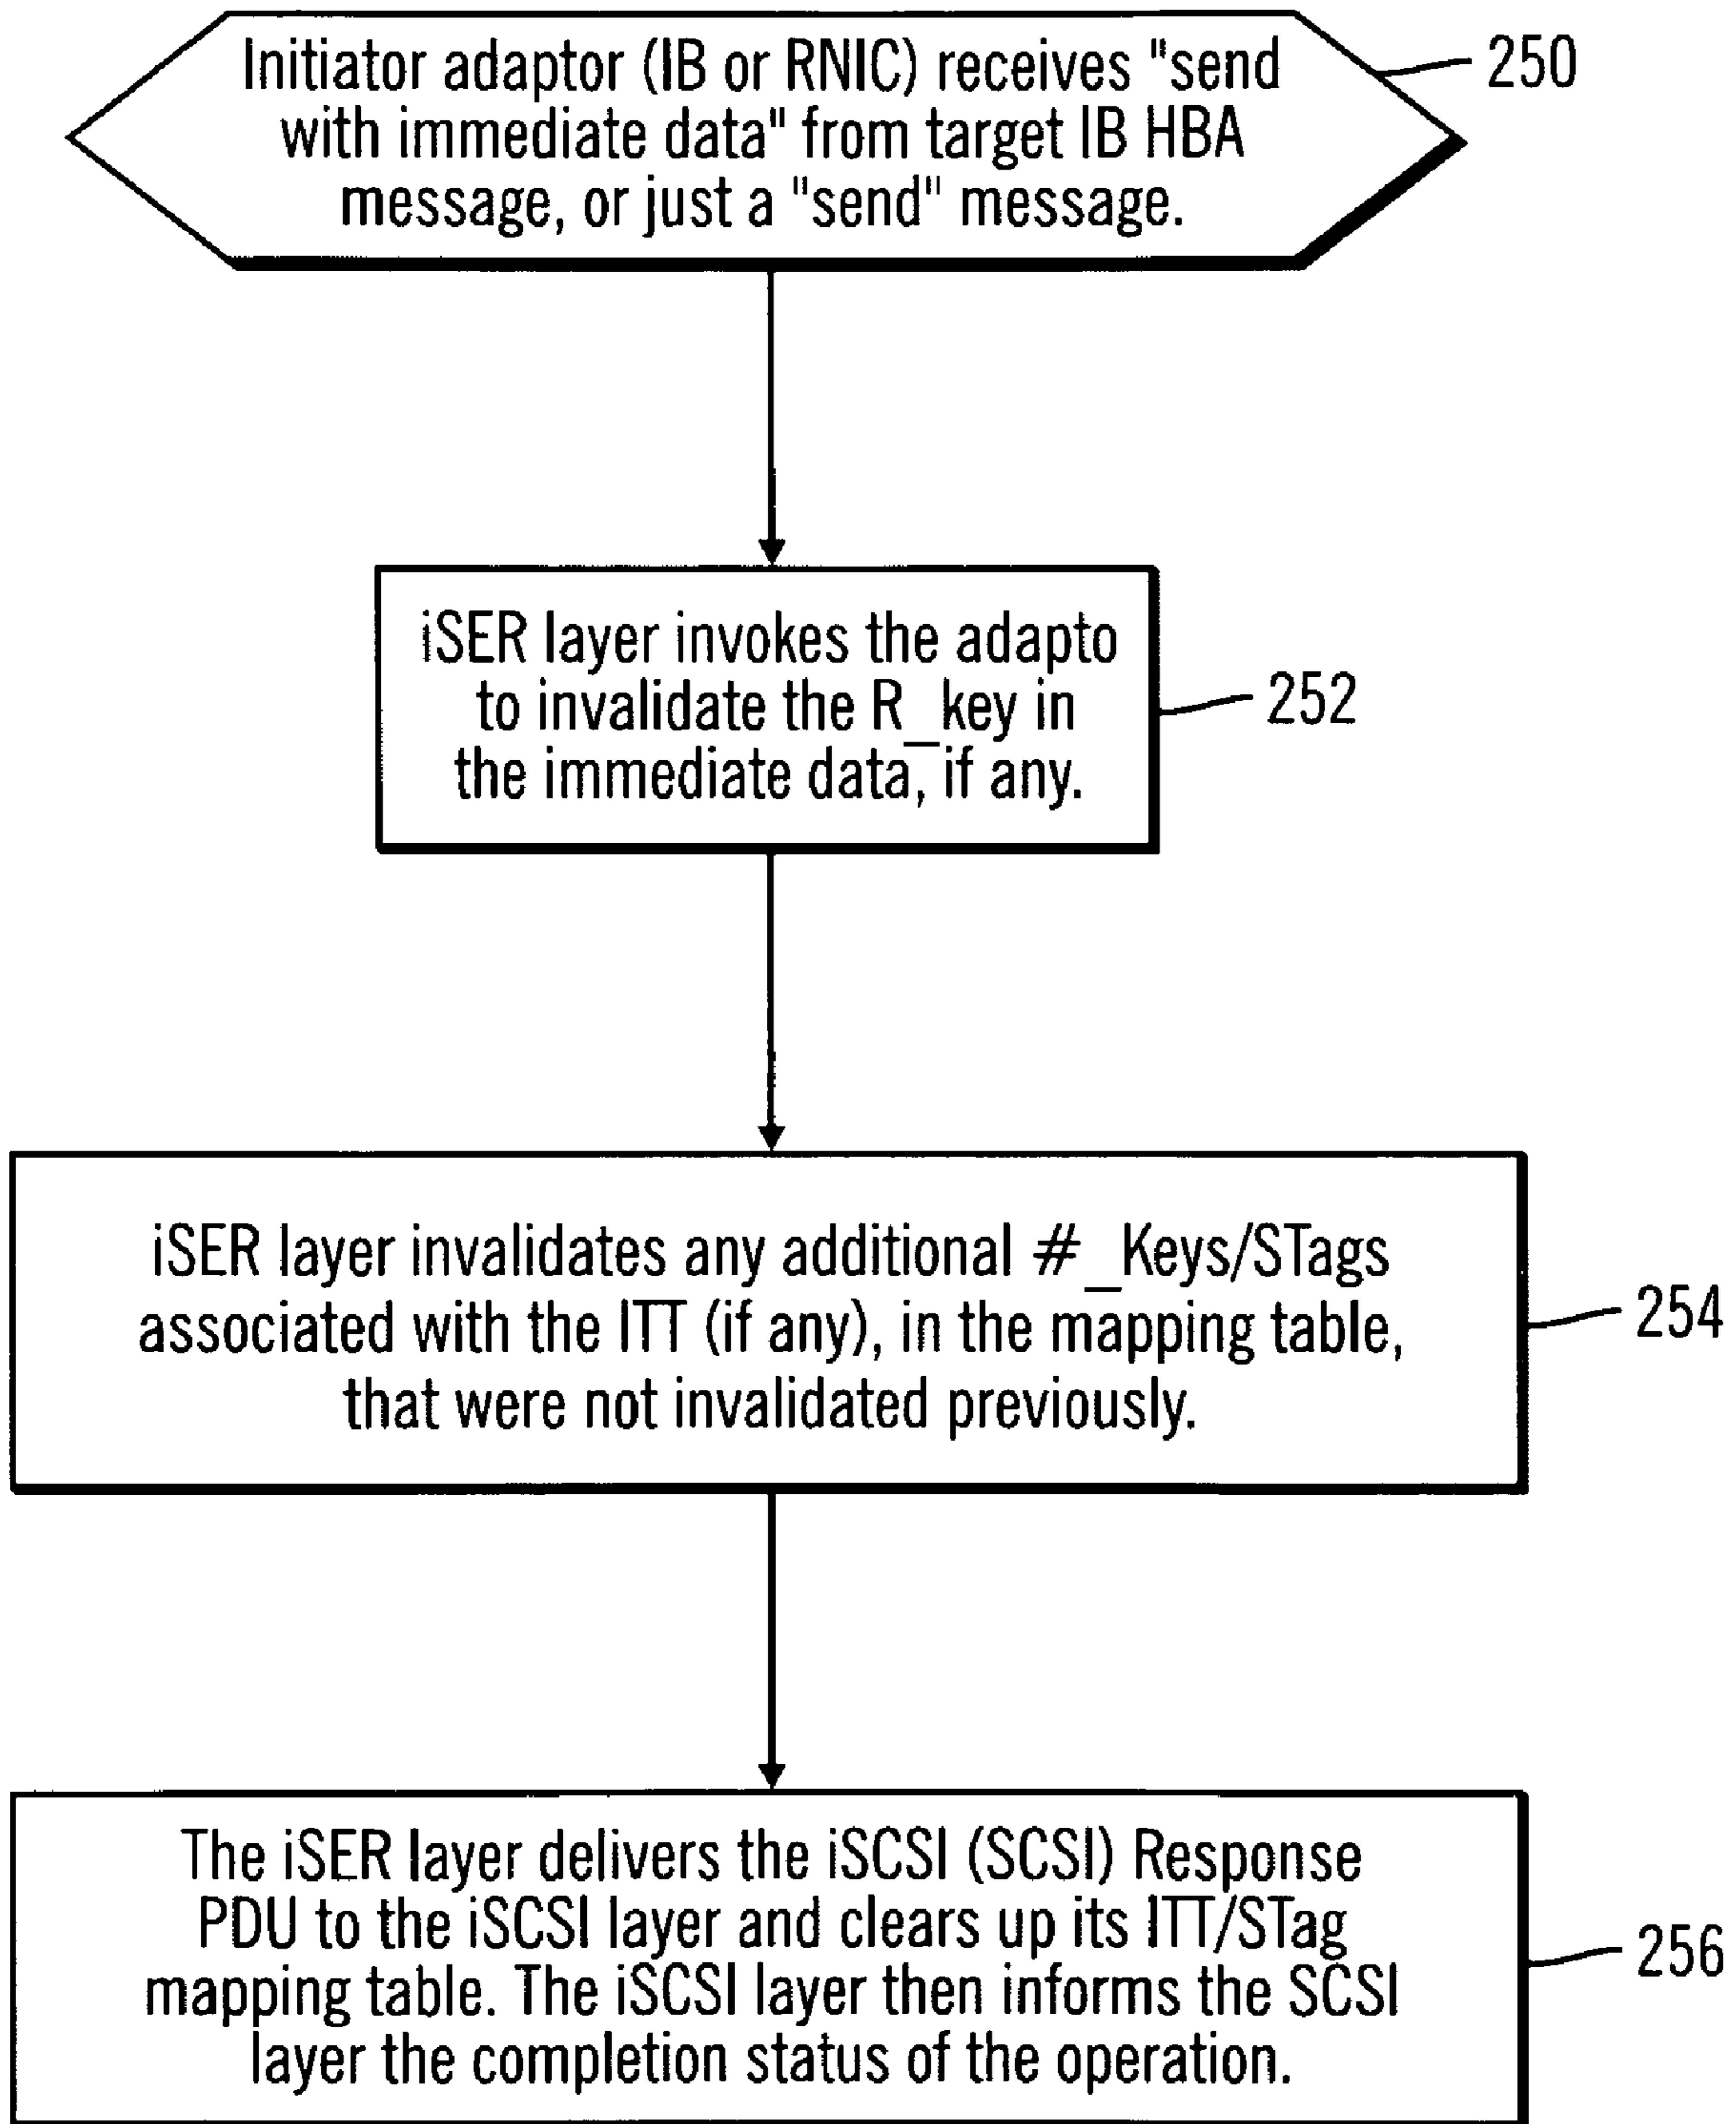 Initiator adaptor (IB or RNIC) receives "send
with immediate data" from target IB HBA
message, or just a "send" message.
250
iSER layer invokes the adapto
to invalidate the R_key in
the immediate data, if any.
252
iSER layer invalidates any additional #_Keys/STags
associated with the ITT (if any), in the mapping table,
that were not invalidated previously.
254
The iSER layer delivers the iSCSI (SCSI) Response
PDU to the iSCSI layer and clears up its ITT/STag
mapping table. The iSCSI layer then informs the SCSI
layer the completion status of the operation.
256